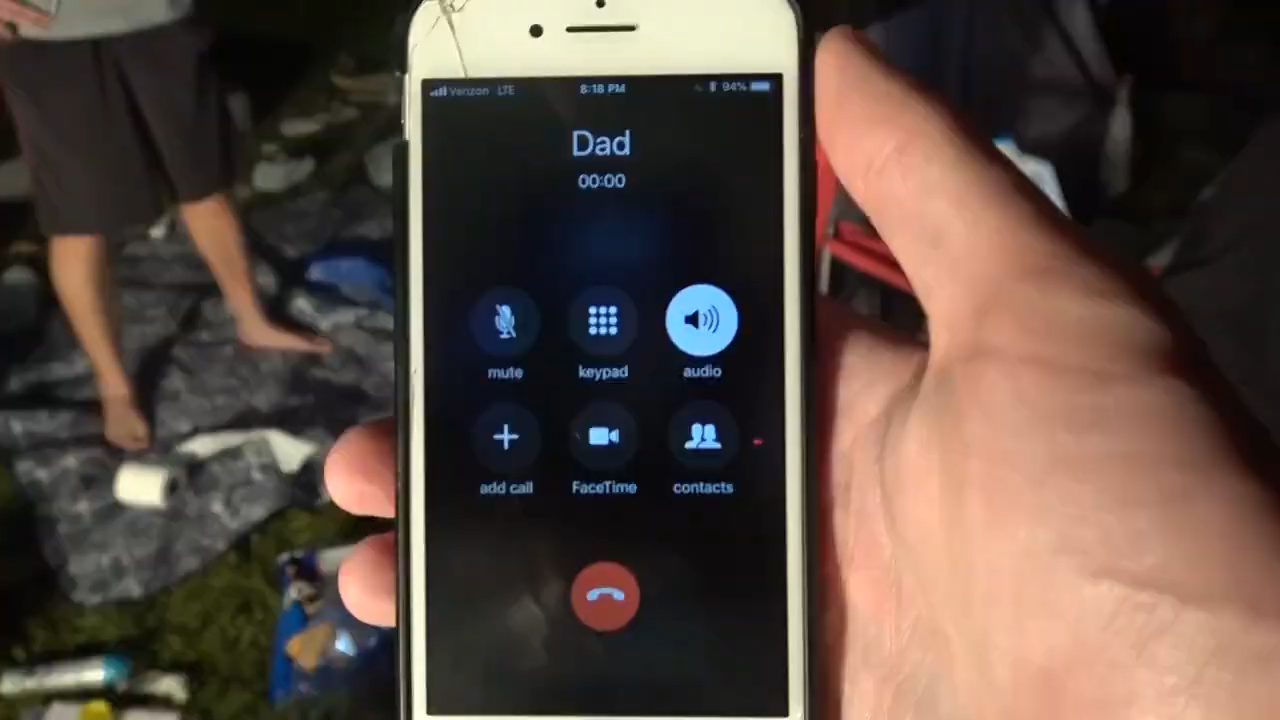 Verizon LTE 8:18 PM 94%
Dad
00:00
mute keypad audio
add call FaceTime contacts